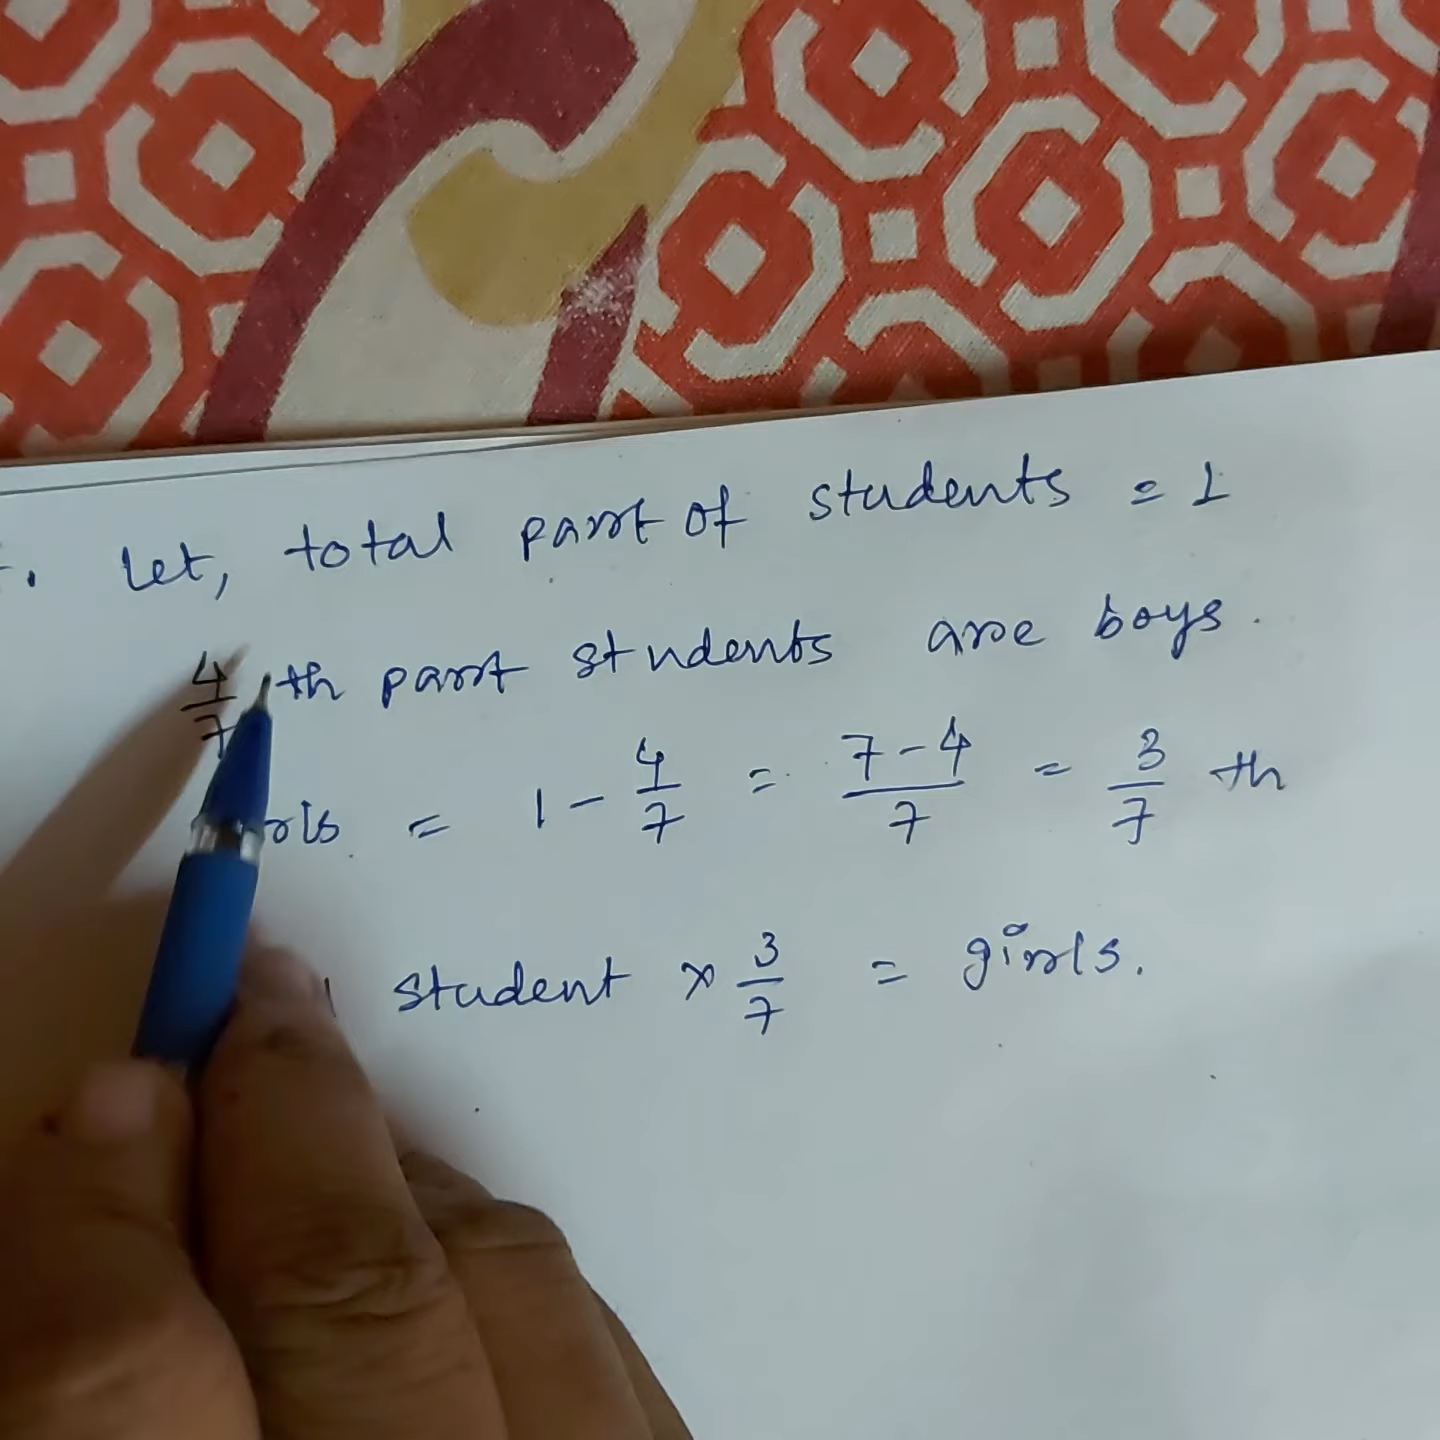 . Let, total part of students = 1
4/7 th part students are boys.
= 1 - 4/7 = 7-4/7 = 3/7 th
student × 3/7 = girls.